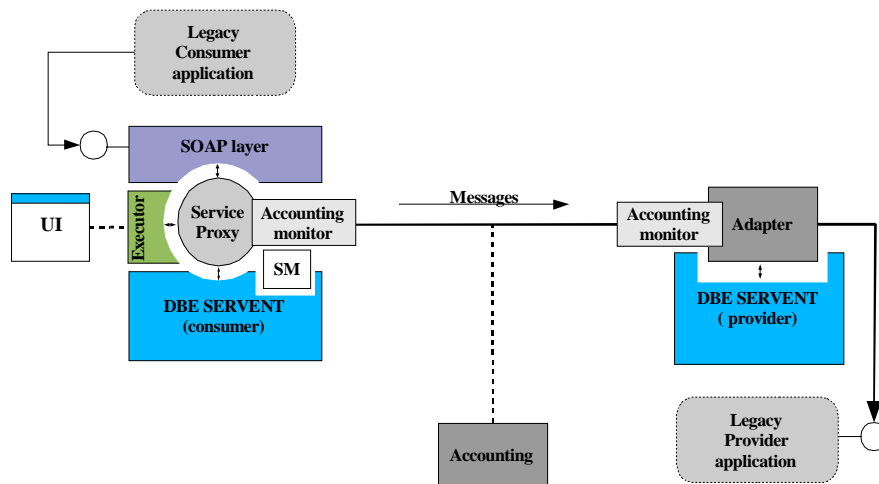 Legacy
Consumer
application
SOAP layer
UI
Executor
Service
Proxy
Accounting
monitor
SM
DBE SERVENT
(consumer)
Messages
Accounting
monitor
Adapter
DBE SERVENT
( provider)
Accounting
Legacy
Provider
application